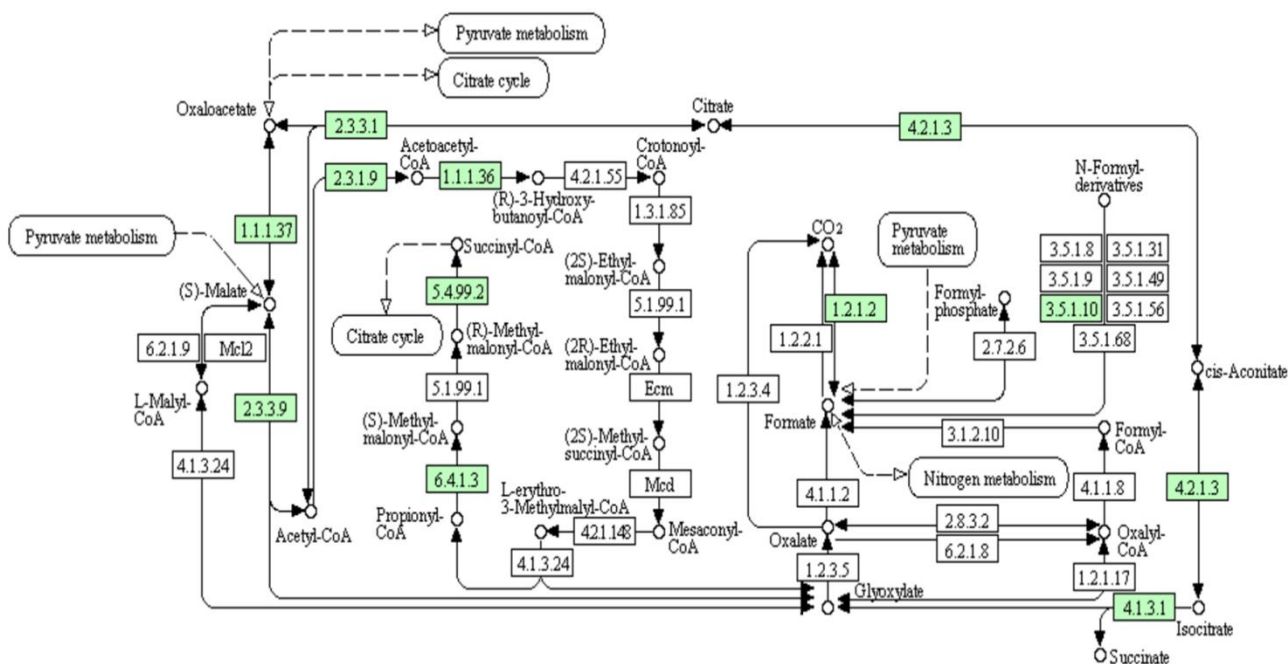 Pyruvate metabolism
Citrate cycle
Oxaloacetate
Citrate
2.3.3.1
4.2.1.3
Acetoacetyl-
CoA
Crotonoyl-
CoA
2.3.1.9
1.1.1.36
4.2.1.55
(R)-3-Hydroxy-
butanoyl-CoA
1.3.1.85
N-Formyl-
derivatives
1.1.1.37
Pyruvate metabolism
Succinyl-CoA
(2S)-Ethyl-
malonyl-CoA
CO2
Pyruvate
metabolism
3.5.1.8
3.5.1.31
3.5.1.9
3.5.1.49
3.5.1.10
3.5.1.56
3.5.1.68
(S)-Malate
5.4.99.2
5.1.99.1
1.2.1.2
Formyl-
phosphate
Citrate cycle
(R)-Methyl-
malonyl-CoA
(2R)-Ethyl-
malonyl-CoA
1.2.2.1
2.7.2.6
6.2.1.9
Mcl2
5.1.99.1
Ecm
1.2.3.4
cis-Aconitate
L-Malyl-
CoA
2.3.3.9
(S)-Methyl-
malonyl-CoA
(2S)-Methyl-
succinyl-CoA
Formate
3.1.2.10
Formyl-
CoA
4.1.3.24
6.4.1.3
Mcd
Nitrogen metabolism
4.1.1.2
4.1.1.8
4.2.1.3
L-erythro-
3-Methylmalyl-CoA
Acetyl-CoA
Propionyl-
CoA
4.2.1.148
Mesaconyl-
CoA
Oxalate
2.8.3.2
6.2.1.8
Oxalyl-
CoA
4.1.3.24
1.2.3.5
1.2.1.17
Glyoxylate
4.1.3.1
Isocitrate
Succinate